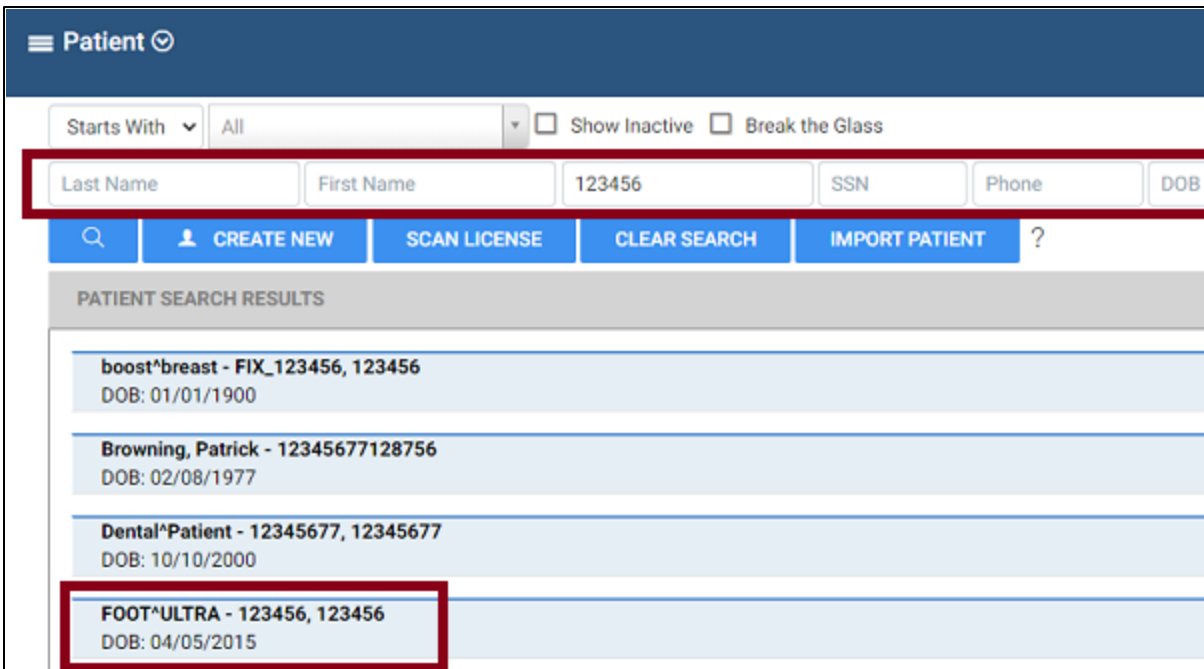 Patient
Starts With All Show Inactive Break the Glass
Last Name First Name 123456 SSN Phone DOB
CREATE NEW SCAN LICENSE CLEAR SEARCH IMPORT PATIENT ?
PATIENT SEARCH RESULTS
boost^breast - FIX_123456, 123456
DOB: 01/01/1900
Browning, Patrick - 12345677128756
DOB: 02/08/1977
Dental^Patient - 12345677, 12345677
DOB: 10/10/2000
FOOT^ULTRA - 123456, 123456
DOB: 04/05/2015